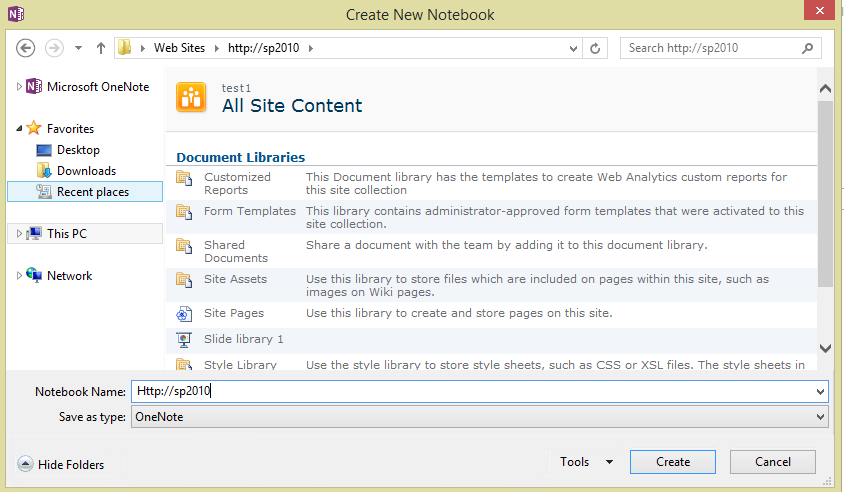 Create New Notebook
Web Sites http://sp2010
Search http://sp2010
Microsoft OneNote
Favorites
Desktop
Downloads
Recent places
This PC
Network
test1
All Site Content
Document Libraries
Customized Reports
This Document library has the templates to create Web Analytics custom reports for
this site collection
Form Templates
This library contains administrator-approved form templates that were activated to this
site collection.
Shared Documents
Share a document with the team by adding it to this document library.
Site Assets
Use this library to store files which are included on pages within this site, such as
images on Wiki pages.
Site Pages
Use this library to create and store pages on this site.
Slide library 1
Style Library
Use the style library to store style sheets, such as CSS or XSL files. The style sheets in
Notebook Name: Http://sp2010
Save as type: OneNote
Hide Folders
Tools
Create
Cancel